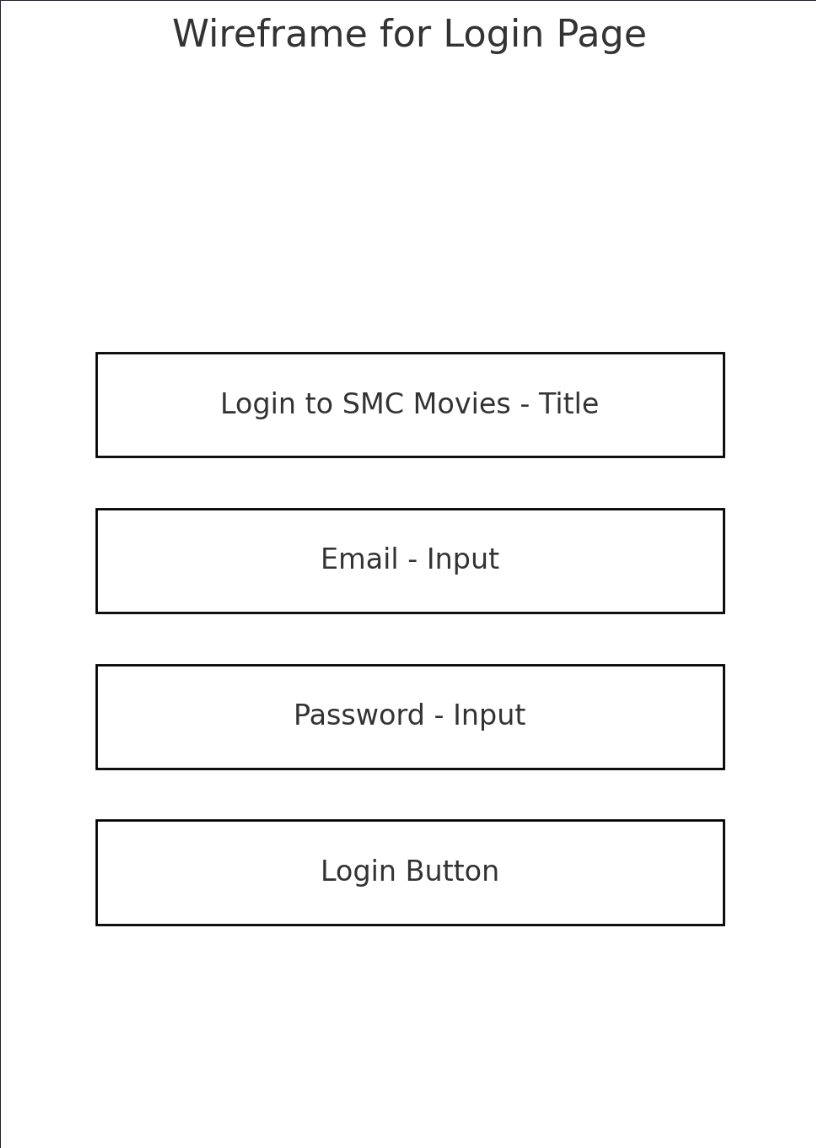 Wireframe for Login Page
Login to SMC Movies - Title
Email - Input
Password - Input
Login Button